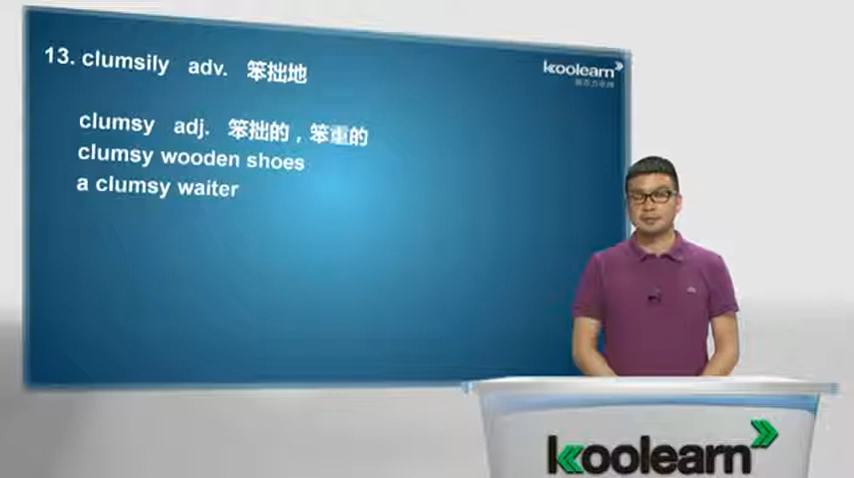 13. clumsily adv. 笨拙地
koolearn
clumsy adj. 笨拙的，笨重的
clumsy wooden shoes
a clumsy waiter
koolearn